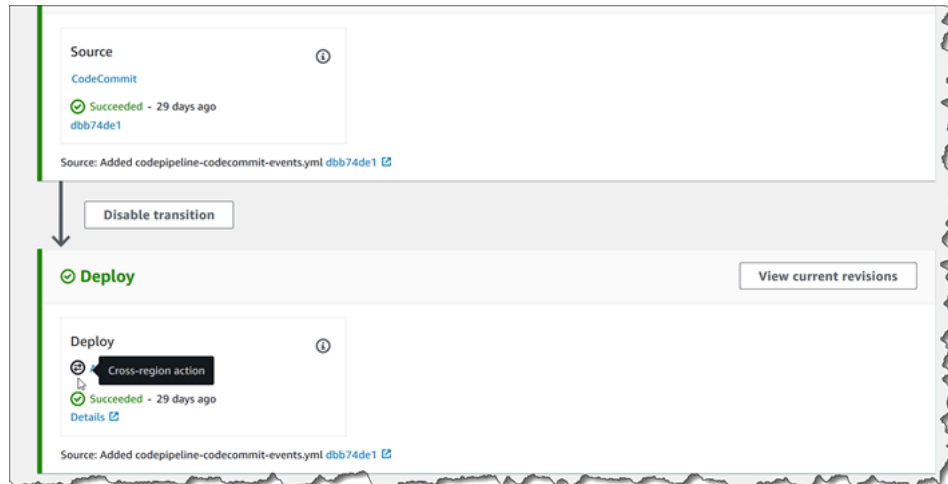 Source
CodeCommit
Succeeded - 29 days ago
dbb74de1
Source: Added codepipeline-codecommit-events.yml dbb74de1
Disable transition
Deploy
View current revisions
Deploy
Cross-region action
Succeeded - 29 days ago
Details
Source: Added codepipeline-codecommit-events.yml dbb74de1